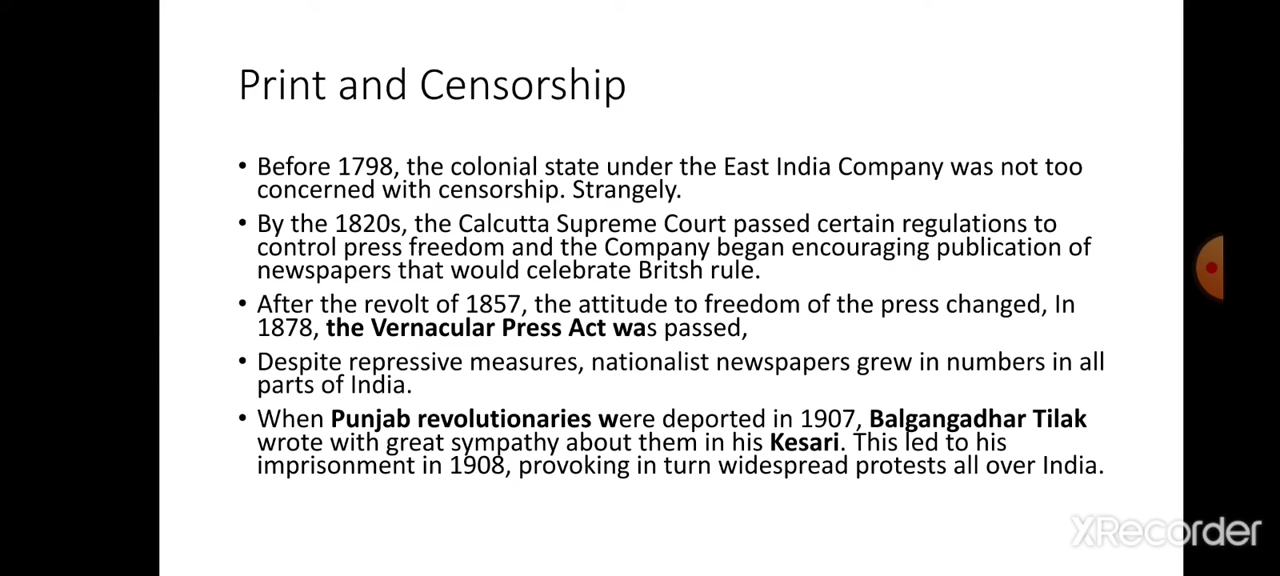 Print and Censorship
• Before 1798, the colonial state under the East India Company was not too
concerned with censorship. Strangely.
• By the 1820s, the Calcutta Supreme Court passed certain regulations to
control press freedom and the Company began encouraging publication of
newspapers that would celebrate Britsh rule.
• After the revolt of 1857, the attitude to freedom of the press changed, In
1878, the Vernacular Press Act was passed,
• Despite repressive measures, nationalist newspapers grew in numbers in all
parts of India.
• When Punjab revolutionaries were deported in 1907, Balgangadhar Tilak
wrote with great sympathy about them in his Kesari. This led to his
imprisonment in 1908, provoking in turn widespread protests all over India.
XRecorder